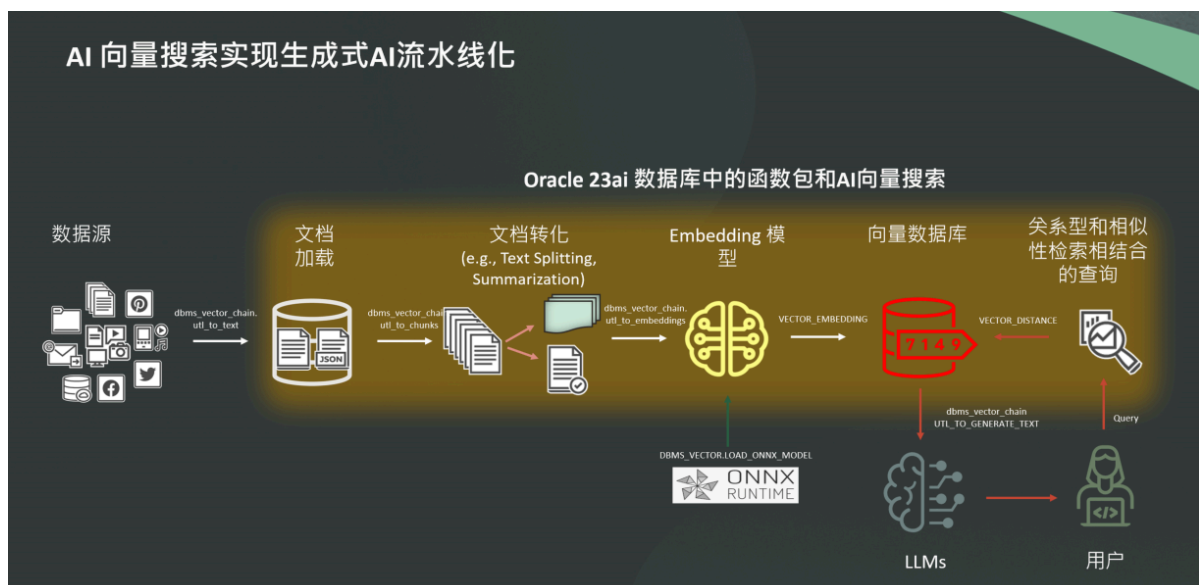 AI 向量搜索实现生成式AI流水线化
Oracle 23ai 数据库中的函数包和AI向量搜索
数据源
文档
加载
文档转化
(e.g., Text Splitting,
Summarization)
Embedding 模
型
向量数据库
关系型和相似
性检索相结合
的查询
dbms_vector_chain.
utl_to_text
JSON
dbms_vector_chain
utl_to_chunks
dbms_vector_chain.
utl_to_embeddings
VECTOR_EMBEDDING
7149
VECTOR_DISTANCE
dbms_vector_chain
UTL_TO_GENERATE_TEXT
Query
DBMS_VECTOR.LOAD_ONNX_MODEL
ONNX
RUNTIME
</>
LLMs
用户